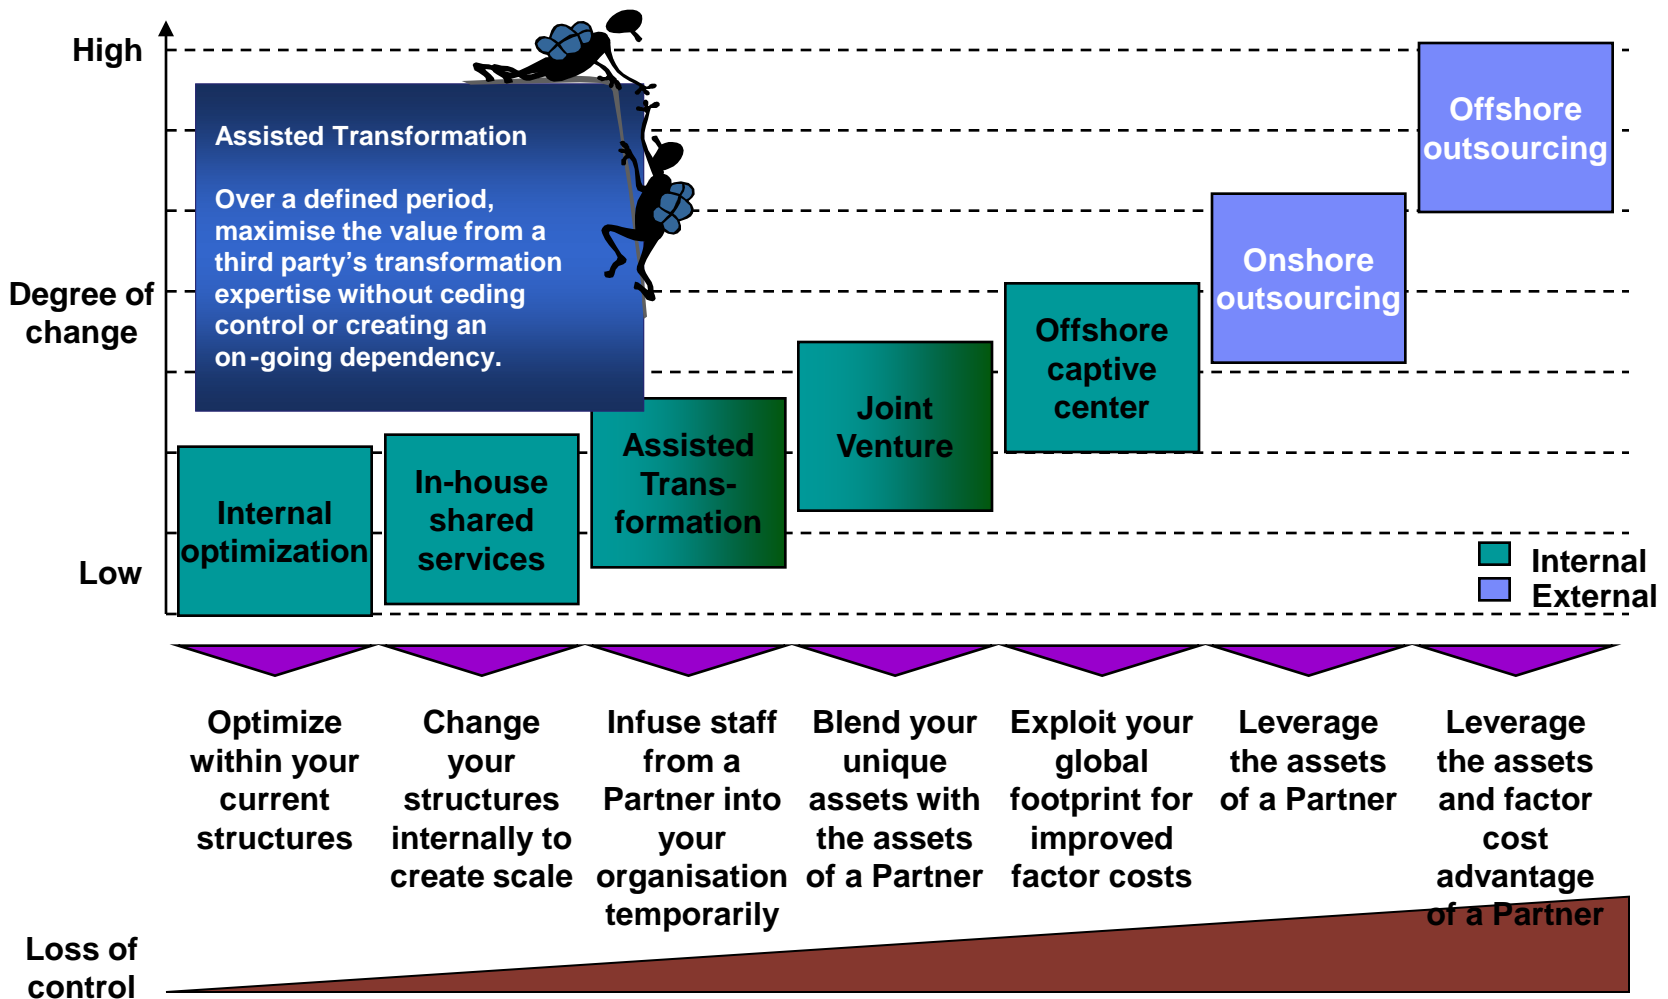 High
Degree of
change
Low
Assisted Transformation
Over a defined period,
maximise the value from a
third party’s transformation
expertise without ceding
control or creating an
on-going dependency.
Internal
optimization
In-house
shared
services
Assisted
Trans-
formation
Joint
Venture
Offshore
captive
center
Onshore
outsourcing
Offshore
outsourcing
Internal
External
Optimize
within your
current
structures
Change
your
structures
internally to
create scale
Infuse staff
from a
Partner into
your
organisation
temporarily
Blend your
unique
assets with
the assets
of a Partner
Exploit your
global
footprint for
improved
factor costs
Leverage
the assets
of a Partner
Leverage
the assets
and factor
cost
advantage
of a Partner
Loss of
control